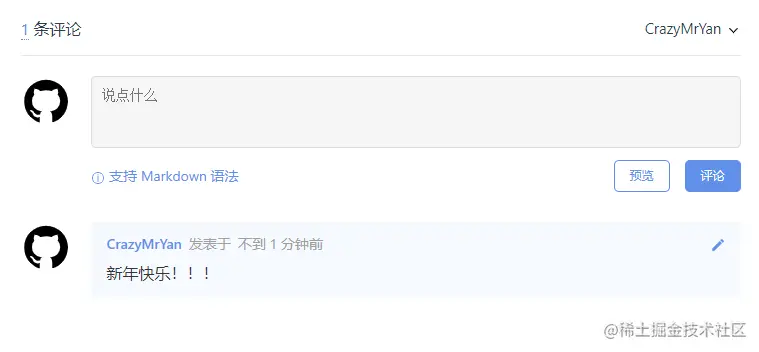 1 条评论
CrazyMrYan
说点什么
支持 Markdown 语法
预览
评论
CrazyMrYan 发表于 不到 1 分钟前
新年快乐！！！
@稀土掘金技术社区